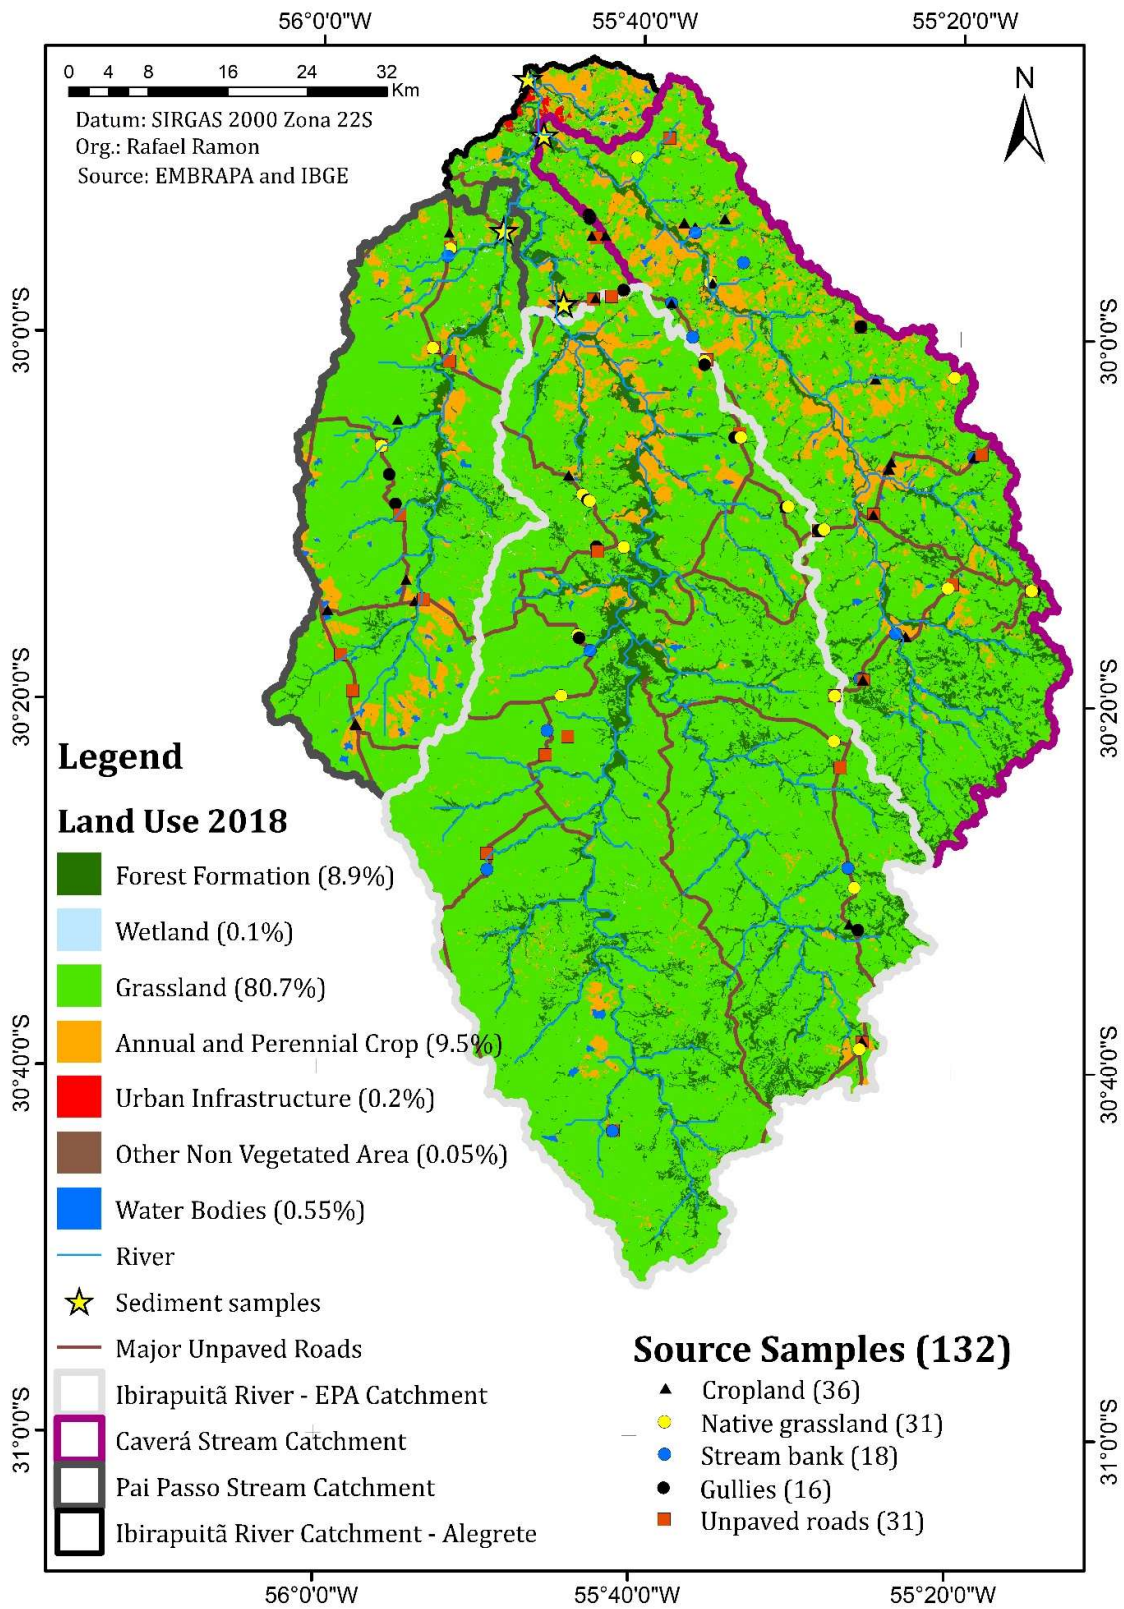 56°0'0"W 55°40'0"W 55°20'0"W
0 4 8 16 24 32
Km
N
Datum: SIRGAS 2000 Zona 22S
Org.: Rafael Ramon
Source: EMBRAPA and IBGE
30°0'0"S 30°0'0"S
30°20'0"S 30°20'0"S
30°40'0"S 30°40'0"S
31°0'0"S 31°0'0"S
Legend
Land Use 2018
Forest Formation (8.9%)
Wetland (0.1%)
Grassland (80.7%)
Annual and Perennial Crop (9.5%)
Urban Infrastructure (0.2%)
Other Non Vegetated Area (0.05%)
Water Bodies (0.55%)
River
Sediment samples
Major Unpaved Roads
Ibirapuitã River - EPA Catchment
Caverá Stream Catchment
Pai Passo Stream Catchment
Ibirapuitã River Catchment - Alegrete
Source Samples (132)
Cropland (36)
Native grassland (31)
Stream bank (18)
Gullies (16)
Unpaved roads (31)
56°0'0"W 55°40'0"W 55°20'0"W